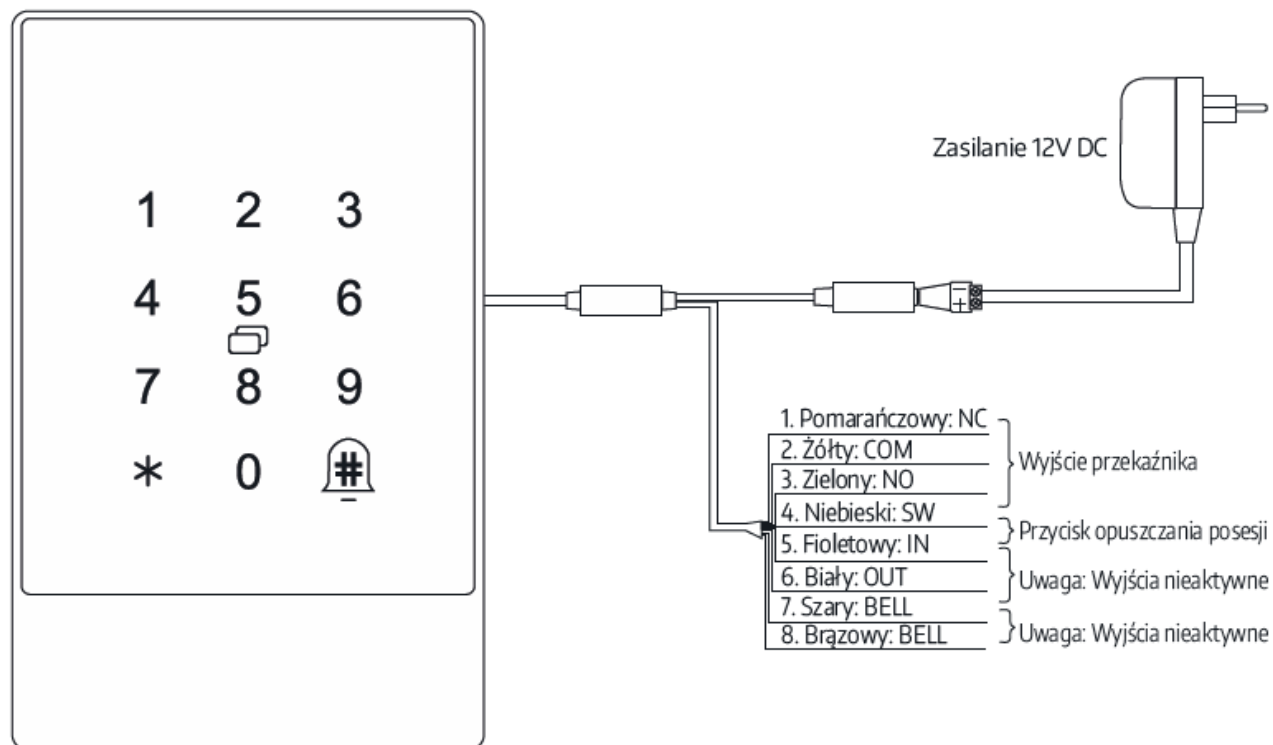 Zasilanie 12V DC
1 2 3
4 5 6
7 8 9
* 0 #
- +
1. Pomarańczowy: NC
2. Żółty: COM
3. Zielony: NO
Wyjście przekaźnika
4. Niebieski: SW
Przycisk opuszczania posesji
5. Fioletowy: IN
6. Biały: OUT
Uwaga: Wyjścia nieaktywne
7. Szary: BELL
8. Brązowy: BELL
Uwaga: Wyjścia nieaktywne